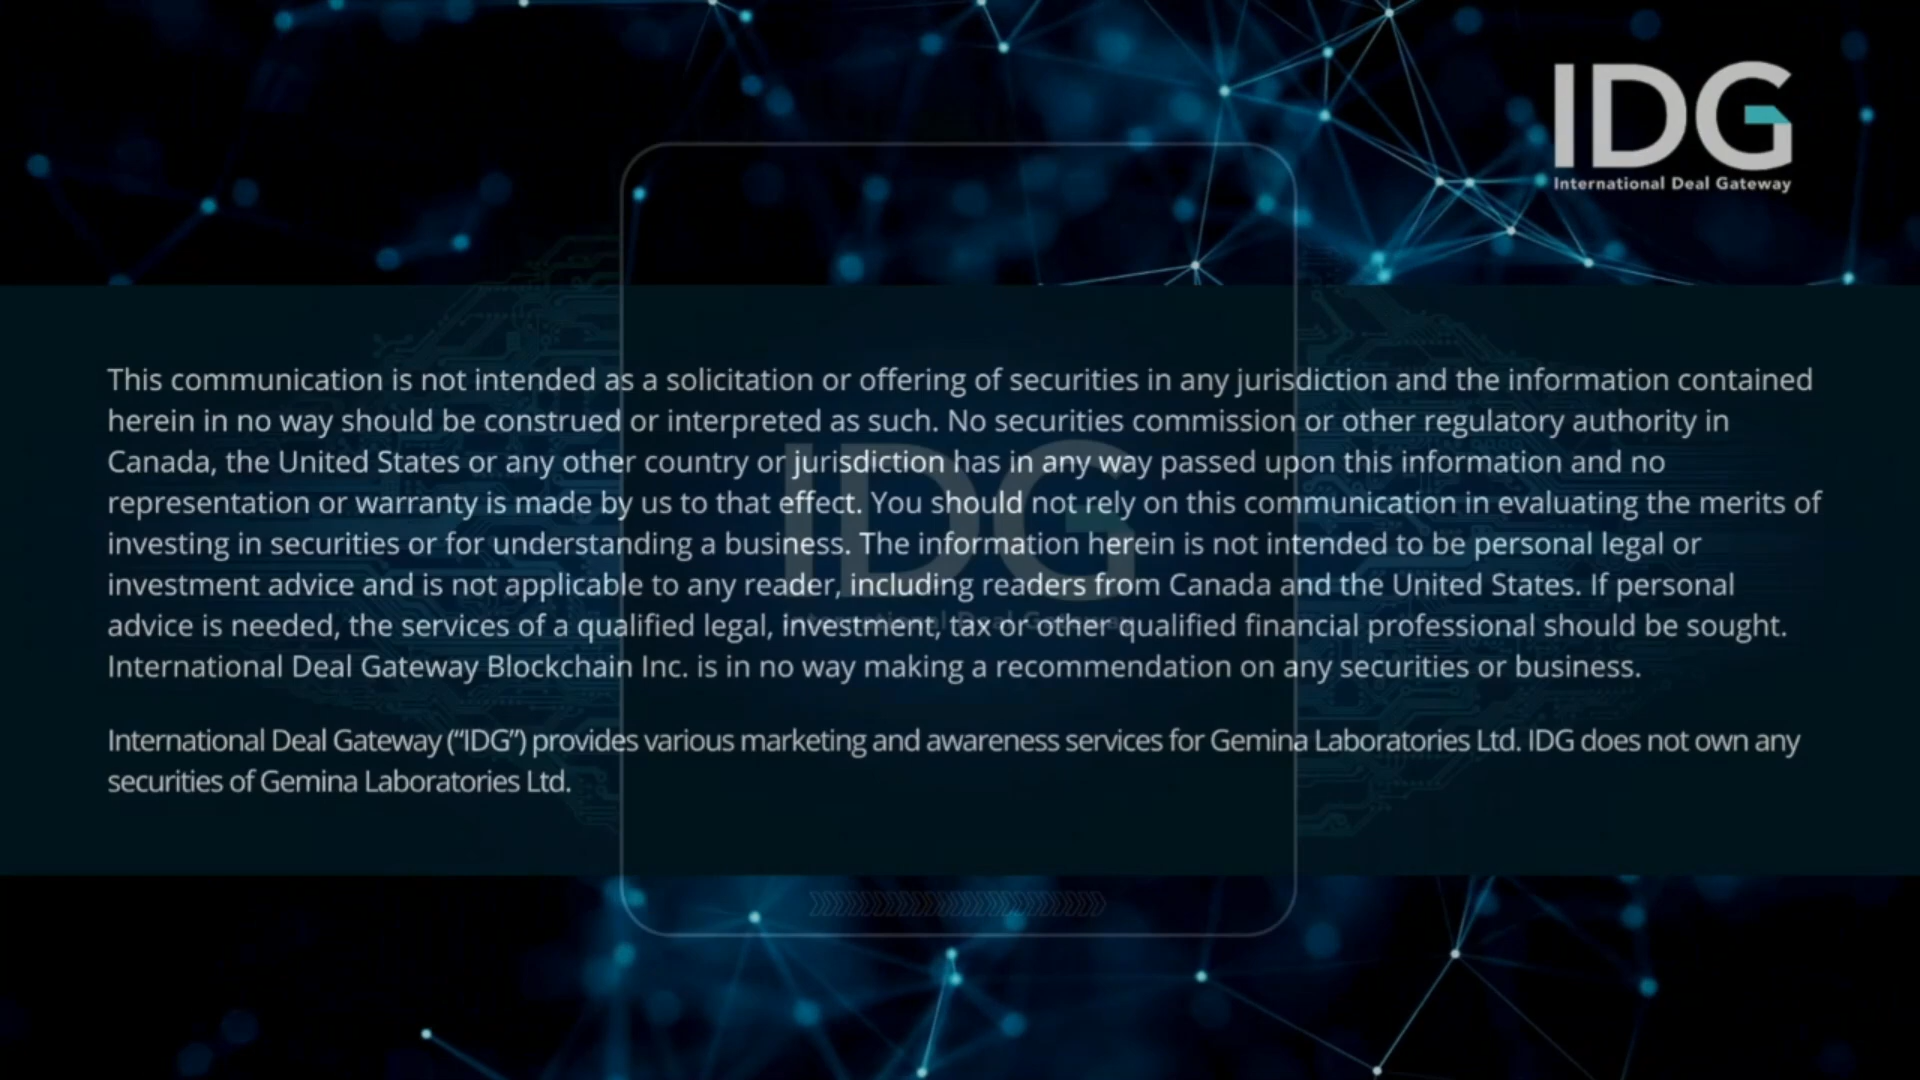 IDG
International Deal Gateway
This communication is not intended as a solicitation or offering of securities in any jurisdiction and the information contained
herein in no way should be construed or interpreted as such. No securities commission or other regulatory authority in
Canada, the United States or any other country or jurisdiction has in any way passed upon this information and no
representation or warranty is made by us to that effect. You should not rely on this communication in evaluating the merits of
investing in securities or for understanding a business. The information herein is not intended to be personal legal or
investment advice and is not applicable to any reader, including readers from Canada and the United States. If personal
advice is needed, the services of a qualified legal, investment, tax or other qualified financial professional should be sought.
International Deal Gateway Blockchain Inc. is in no way making a recommendation on any securities or business.
International Deal Gateway (“IDG”) provides various marketing and awareness services for Gemina Laboratories Ltd. IDG does not own any
securities of Gemina Laboratories Ltd.
IDG
International Deal Gateway